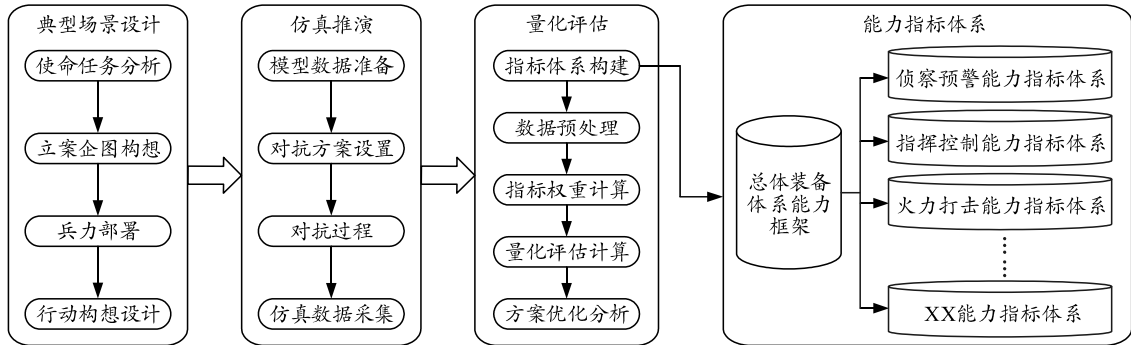 典型场景设计
使命任务分析
立案企图构想
兵力部署
行动构想设计
仿真推演
模型数据准备
对抗方案设置
对抗过程
仿真数据采集
量化评估
指标体系构建
数据预处理
指标权重计算
量化评估计算
方案优化分析
能力指标体系
总体装备
体系能力
框架
侦察预警能力指标体系
指挥控制能力指标体系
火力打击能力指标体系
……
XX能力指标体系